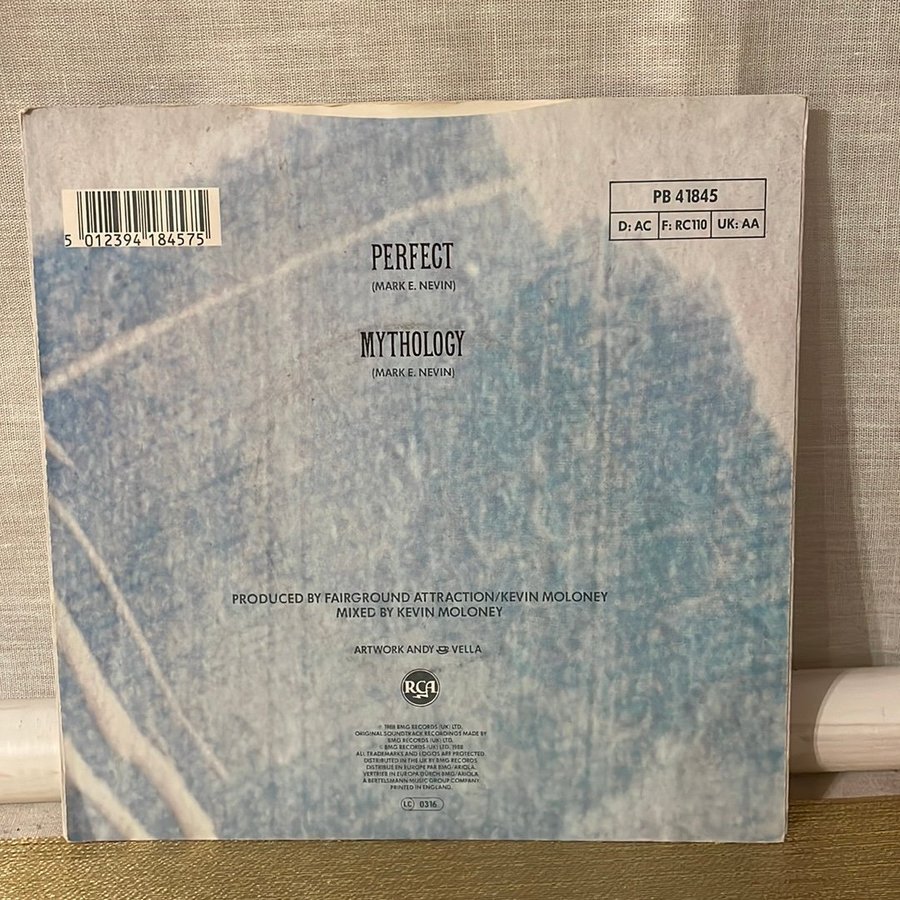 5 012394 184575
PB 41845
D: AC F: RC110 UK: AA
PERFECT
(MARK E. NEVIN)
MYTHOLOGY
(MARK E. NEVIN)
PRODUCED BY FAIRGROUND ATTRACTION/KEVIN MOLONEY
MIXED BY KEVIN MOLONEY
ARTWORK ANDY VELLA
RCA
℗ 1988 BMG RECORDS (UK) LTD.
ORIGINAL SOUNDTRACK RECORDINGS MADE BY
BMG RECORDS (UK) LTD.
© BMG RECORDS (UK) LTD. 1988
ALL TRADEMARKS AND LOGOS ARE PROTECTED.
DISTRIBUTED IN THE UK BY BMG RECORDS.
DISTRIBUE EN EUROPE PAR BMG/ARIOLA.
VERTRIEB IN EUROPA DÜRCH BMG/ARIOLA.
A BERTELSMANN MUSIC GROUP COMPANY.
PRINTED IN ENGLAND.
LC 0316